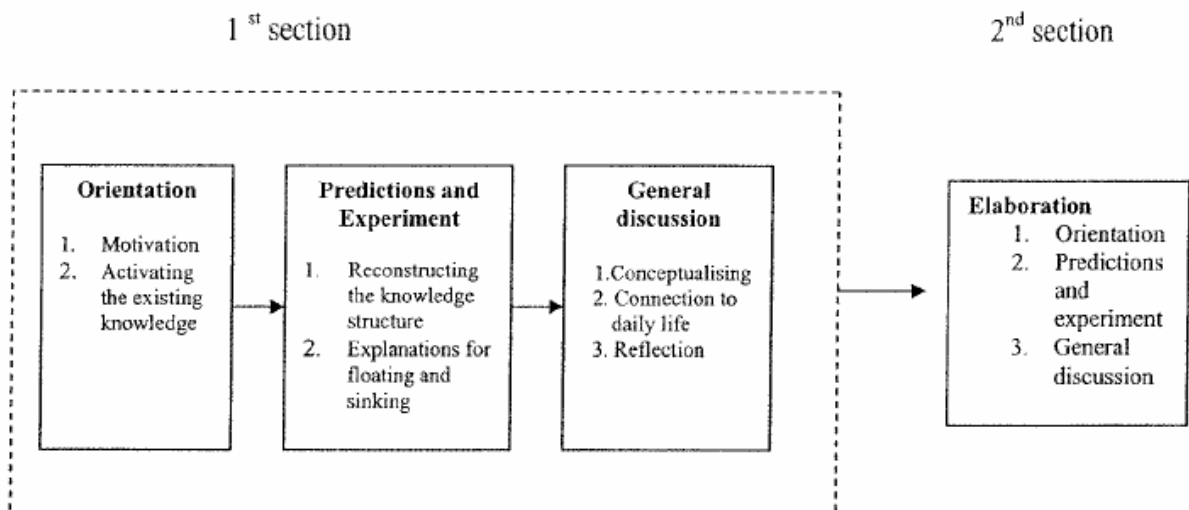 1 st section
2nd section
Orientation
1. Motivation
2. Activating
the existing
knowledge
Predictions and
Experiment
1. Reconstructing
the knowledge
structure
2. Explanations for
floating and
sinking
General
discussion
1.Conceptualising
2. Connection to
daily life
3. Reflection
Elaboration
1. Orientation
2. Predictions
and
experiment
3. General
discussion